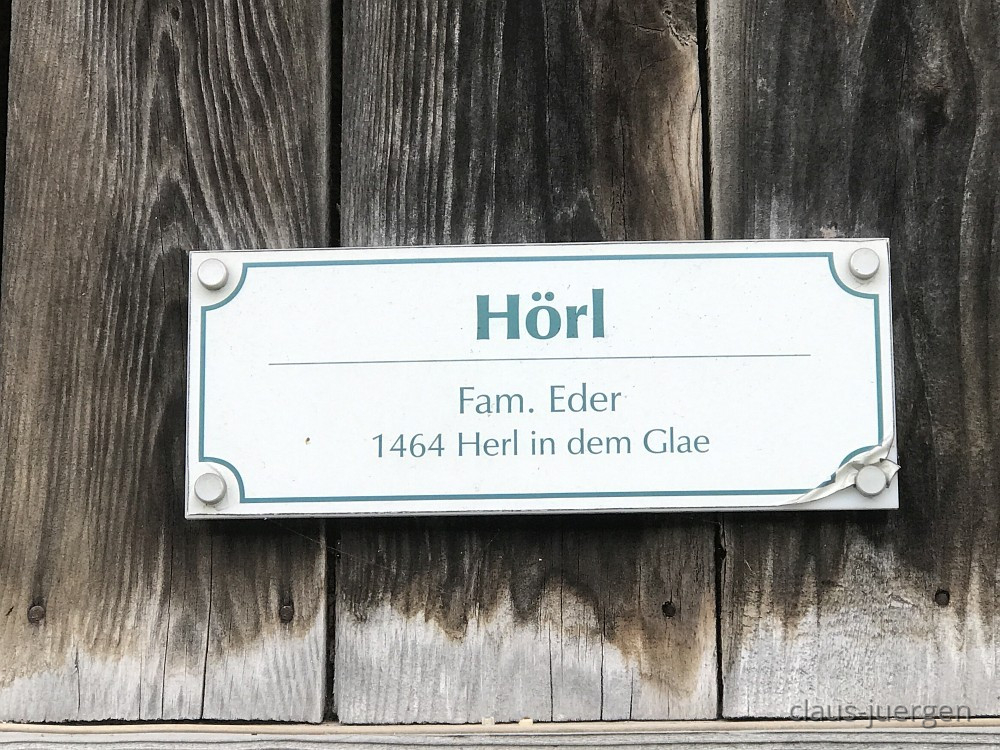 Hörl
Fam. Eder
1464 Herl in dem Glae
claus-juergen